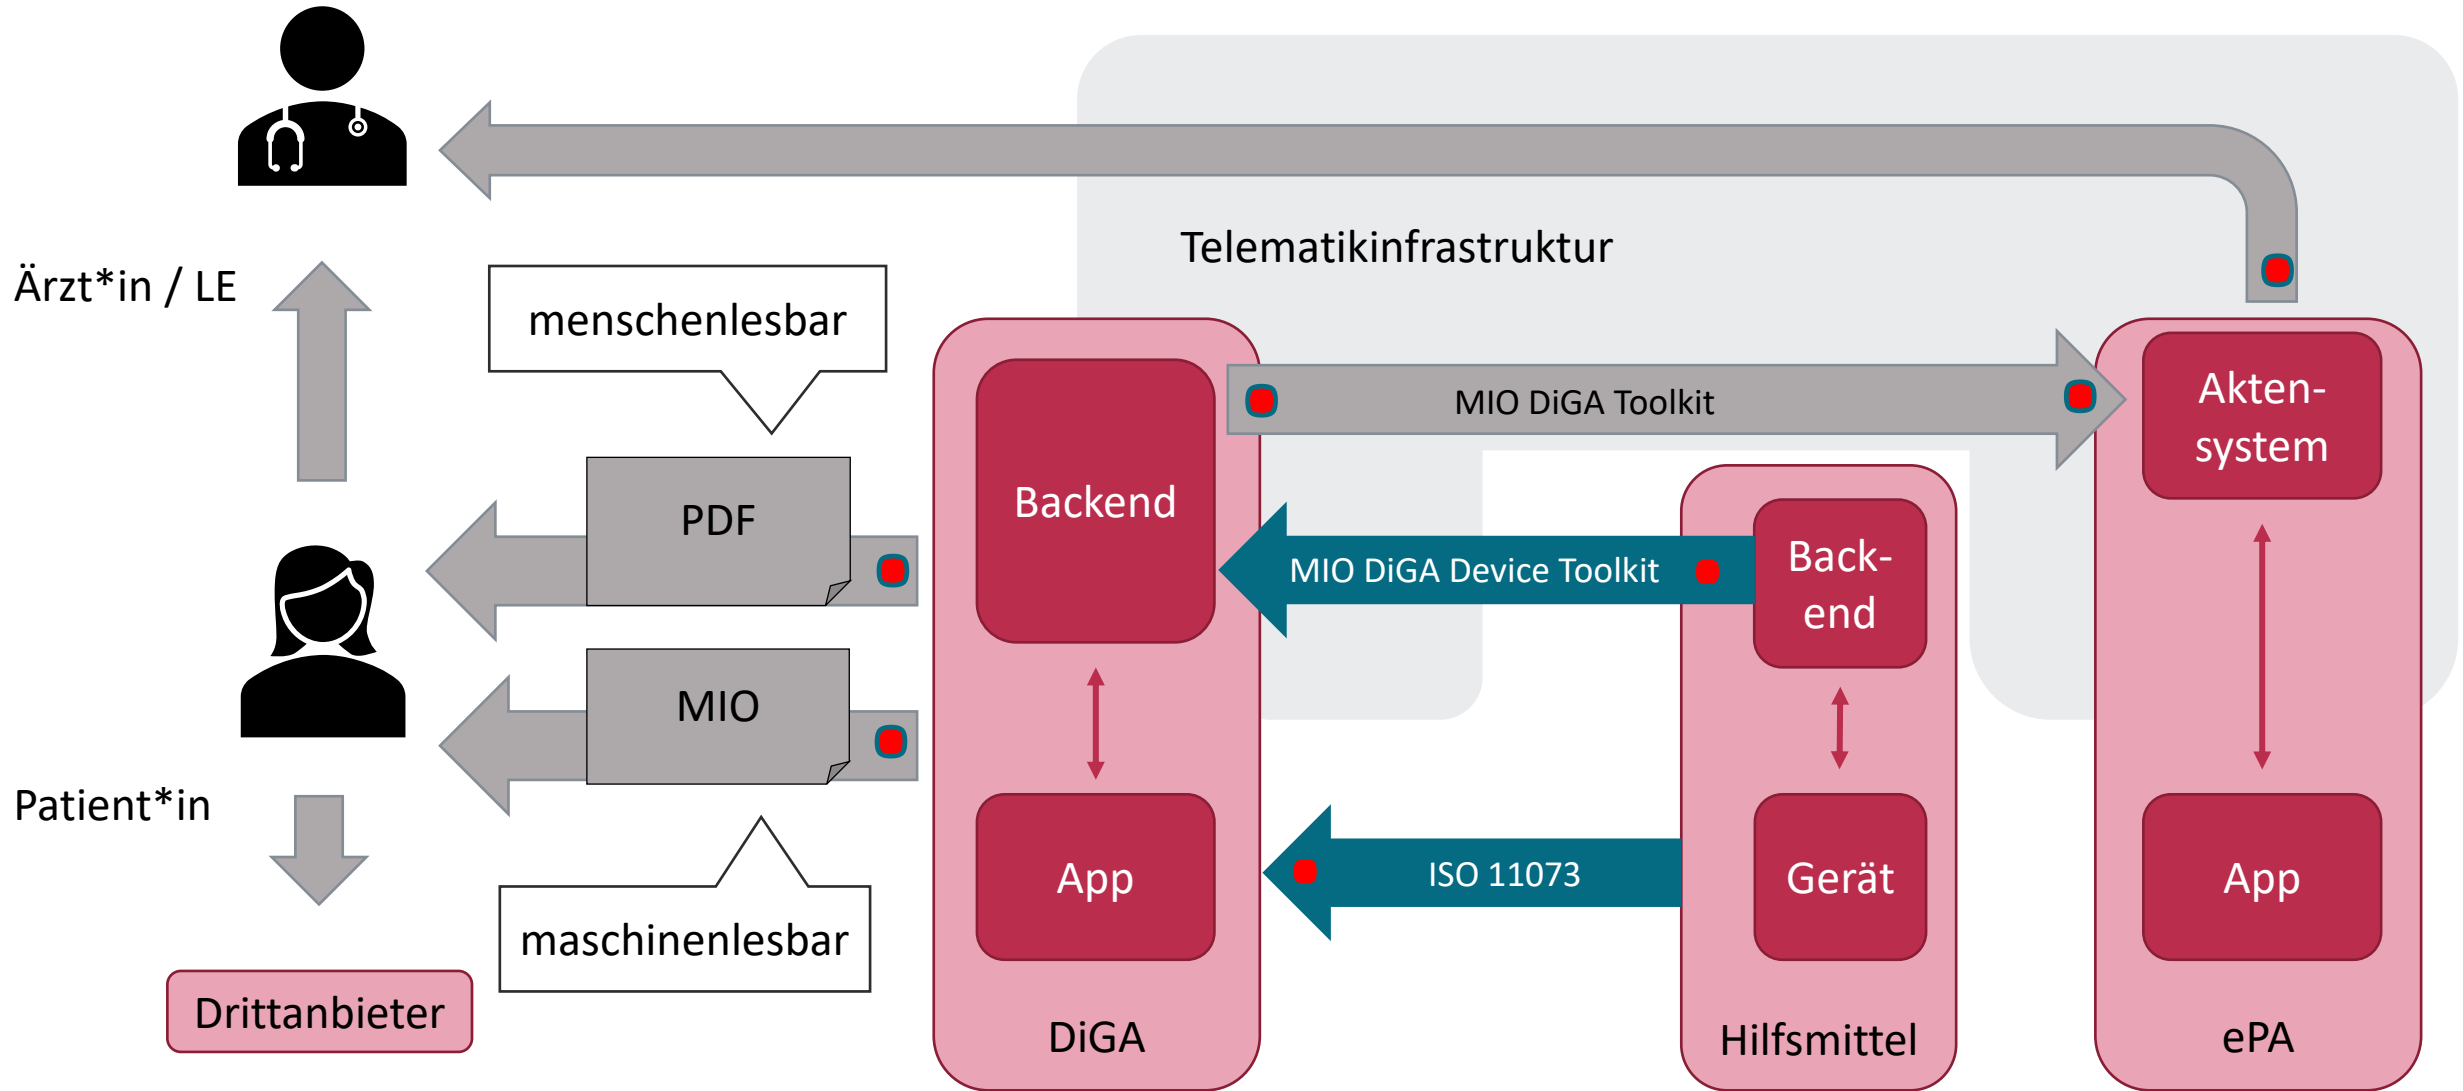 Telematikinfrastruktur
Ärzt*in / LE
menschenlesbar
MIO DiGA Toolkit
Akten-
system
Backend
PDF
MIO DiGA Device Toolkit
Back-
end
MIO
Patient*in
App
ISO 11073
Gerät
App
maschinenlesbar
Drittanbieter
DiGA
Hilfsmittel
ePA